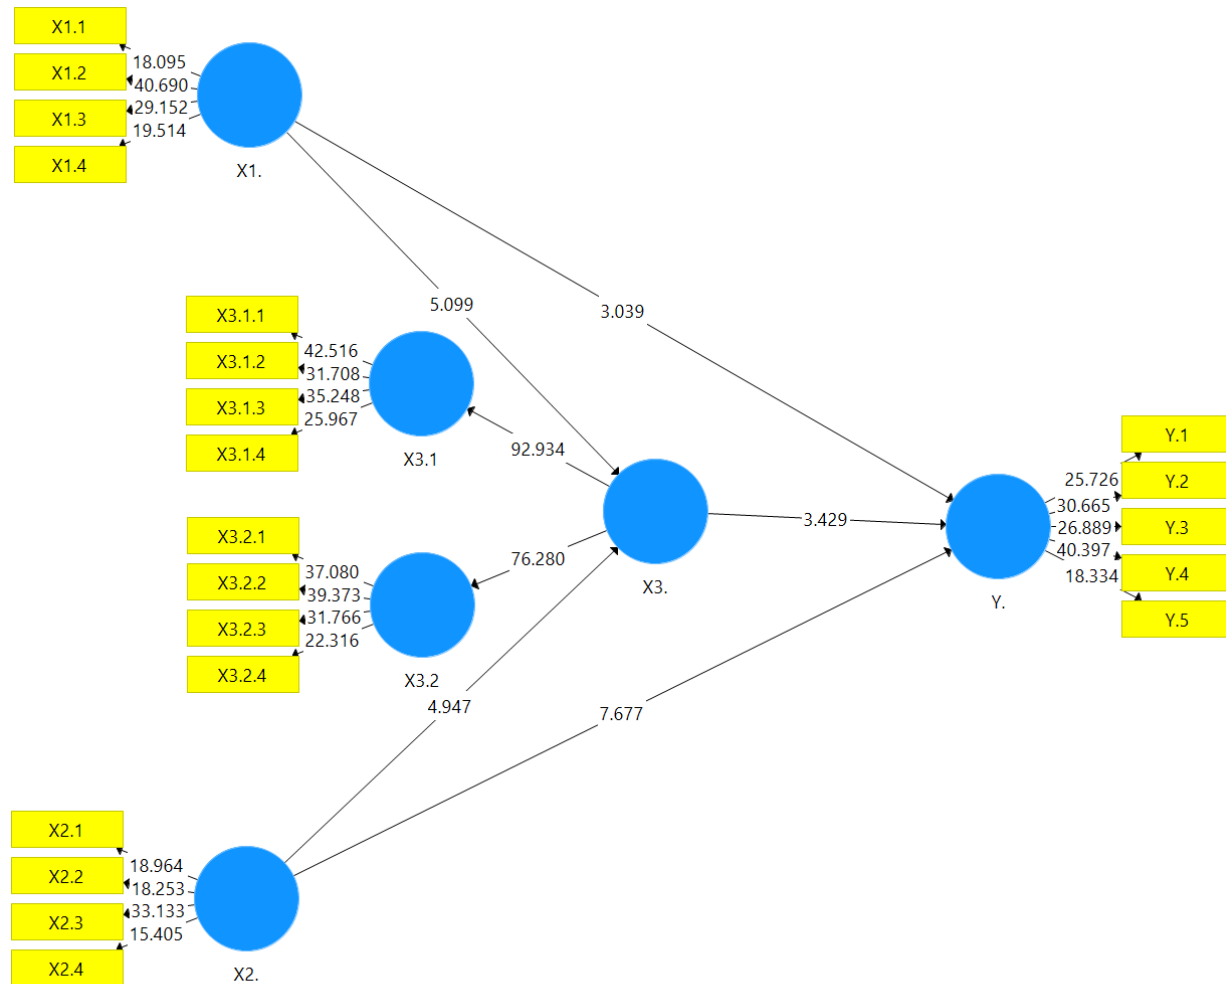 X1.1
18.095
X1.2
40.690
X1.3
29.152
X1.4
19.514
X1.
5.099
3.039
X3.1.1
42.516
X3.1.2
31.708
X3.1.3
35.248
X3.1.4
25.967
X3.1
92.934
X3.2.1
37.080
X3.2.2
39.373
X3.2.3
31.766
X3.2.4
22.316
X3.2
76.280
X3.
3.429
Y.
Y.1
25.726
Y.2
30.665
Y.3
26.889
Y.4
40.397
Y.5
18.334
4.947
7.677
X2.1
18.964
X2.2
18.253
X2.3
33.133
X2.4
15.405
X2.